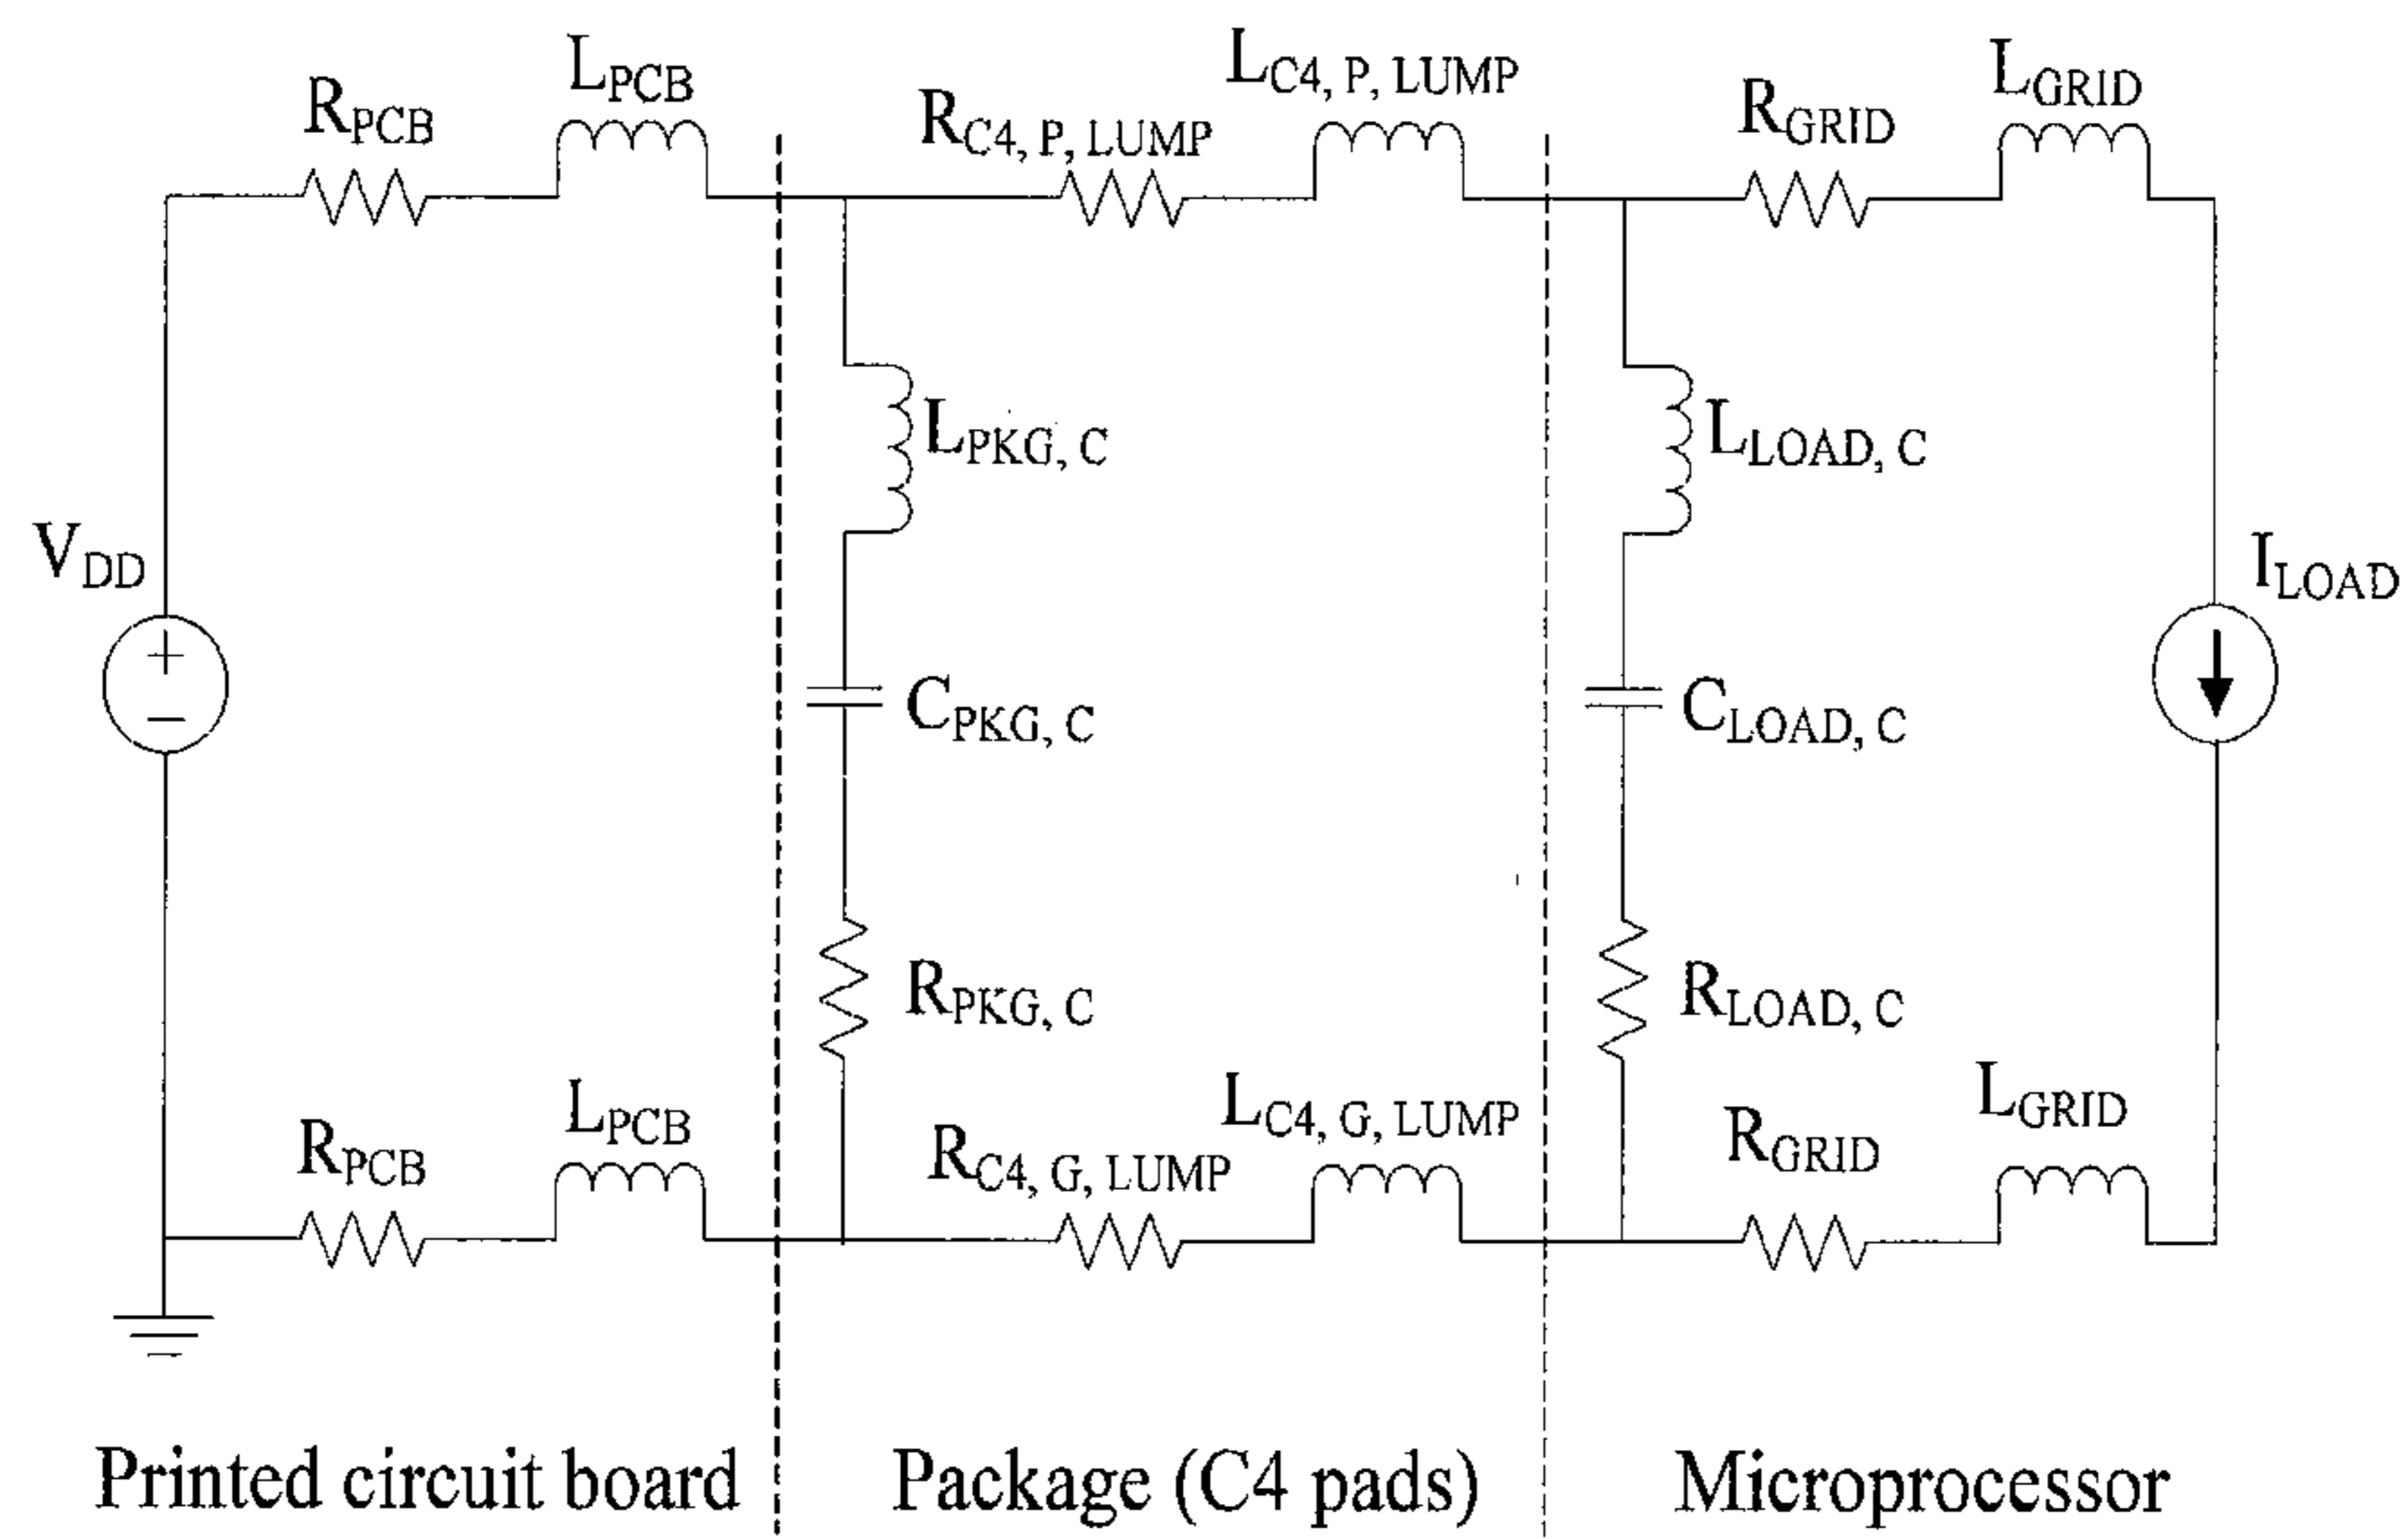 L_PCB
R_PCB
L_C4, P, LUMP
R_C4, P, LUMP
L_GRID
R_GRID
L_PKG, C
L_LOAD, C
V_DD
+
−
I_LOAD
C_PKG, C
C_LOAD, C
R_PKG, C
R_LOAD, C
L_PCB
R_PCB
L_C4, G, LUMP
R_C4, G, LUMP
L_GRID
R_GRID
Printed circuit board
Package (C4 pads)
Microprocessor